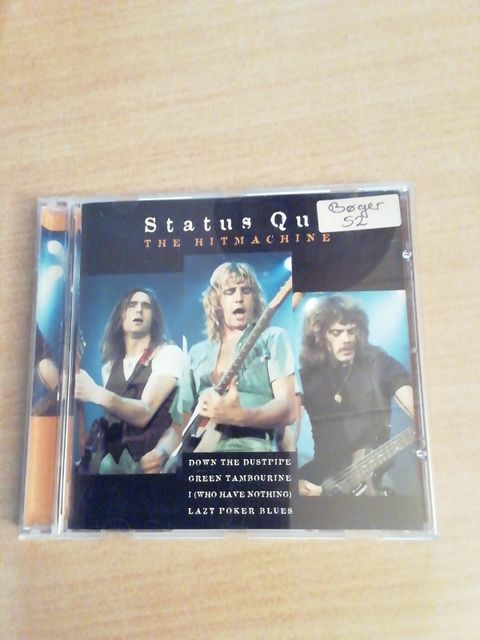 Status Qu
THE HITMACHINE
Bøger
52
DOWN THE DUSTPIPE
GREEN TAMBOURINE
I (WHO HAVE NOTHING)
LAZY POKER BLUES